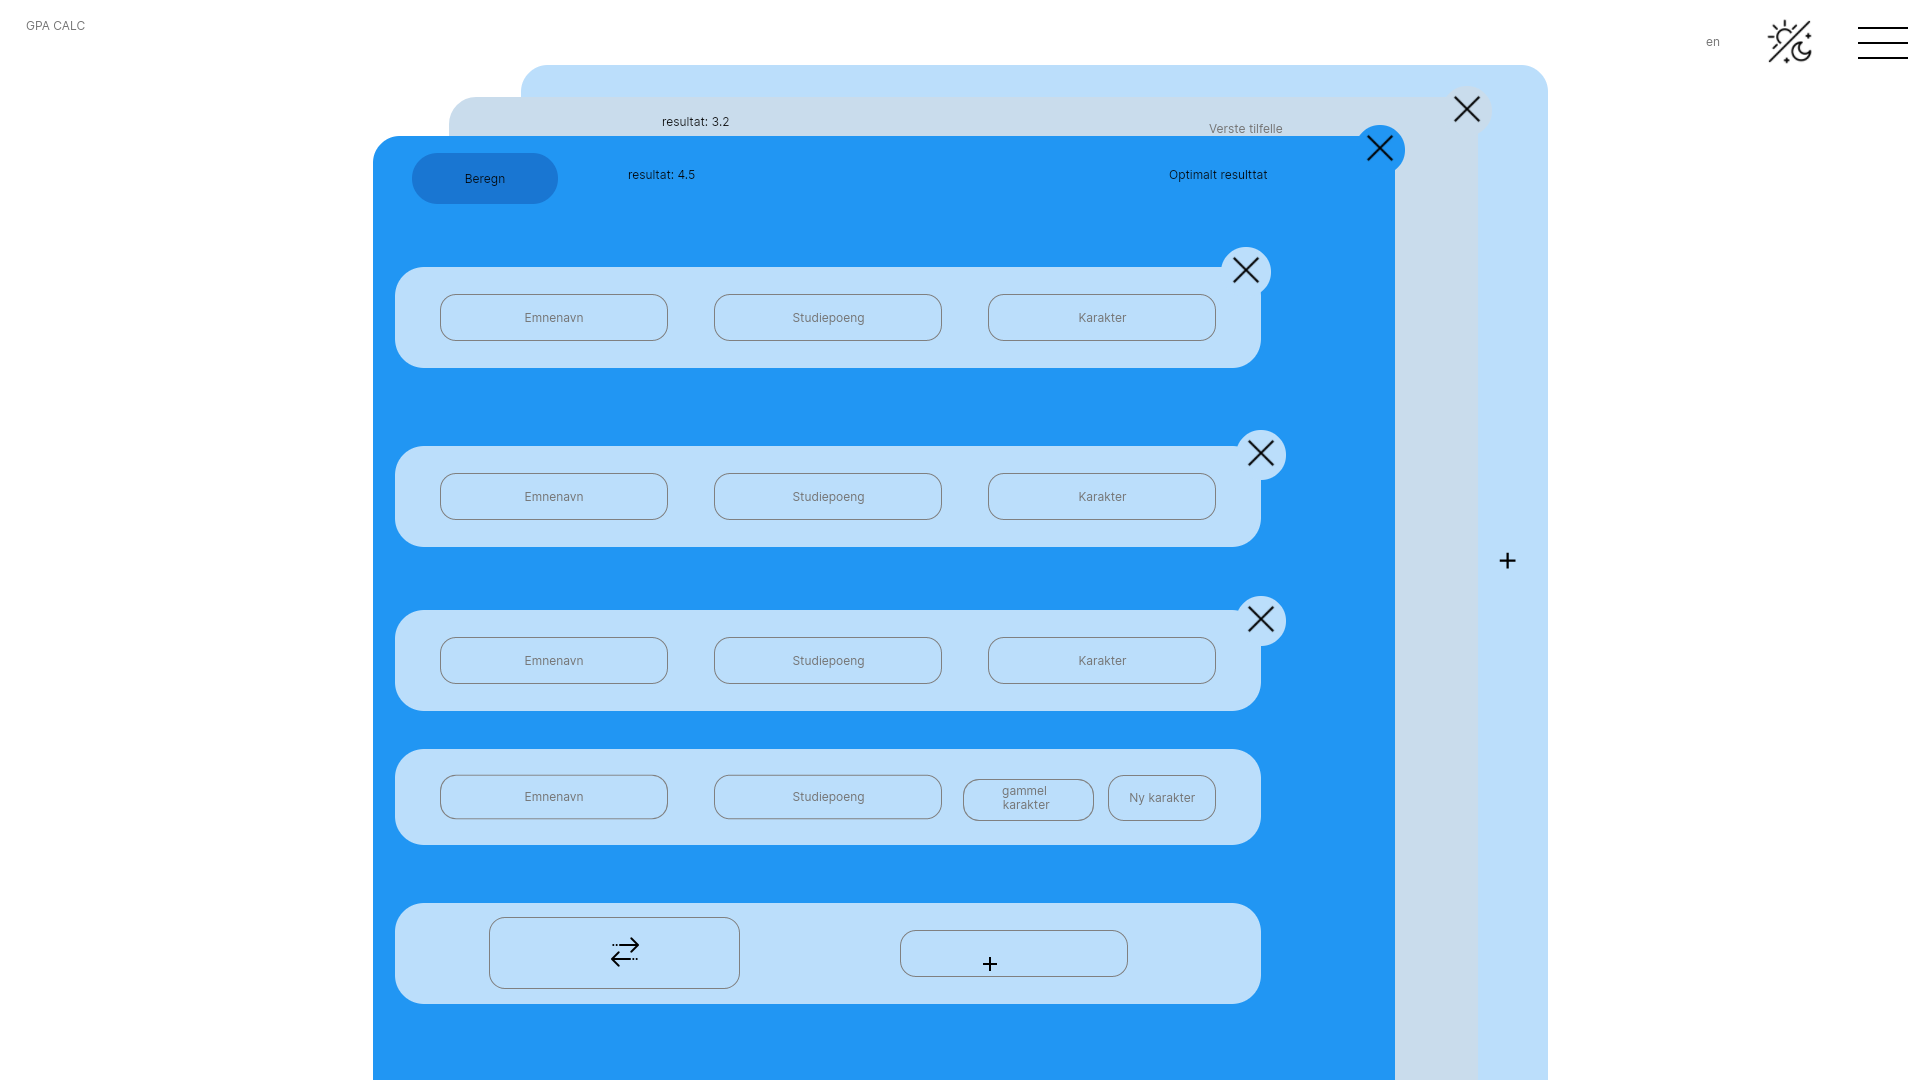 GPA CALC
en
resultat: 3.2
Verste tilfelle
Beregn
resultat: 4.5
Optimalt resulttat
Emnenavn
Studiepoeng
Karakter
Emnenavn
Studiepoeng
Karakter
Emnenavn
Studiepoeng
Karakter
Emnenavn
Studiepoeng
gammel
karakter
Ny karakter